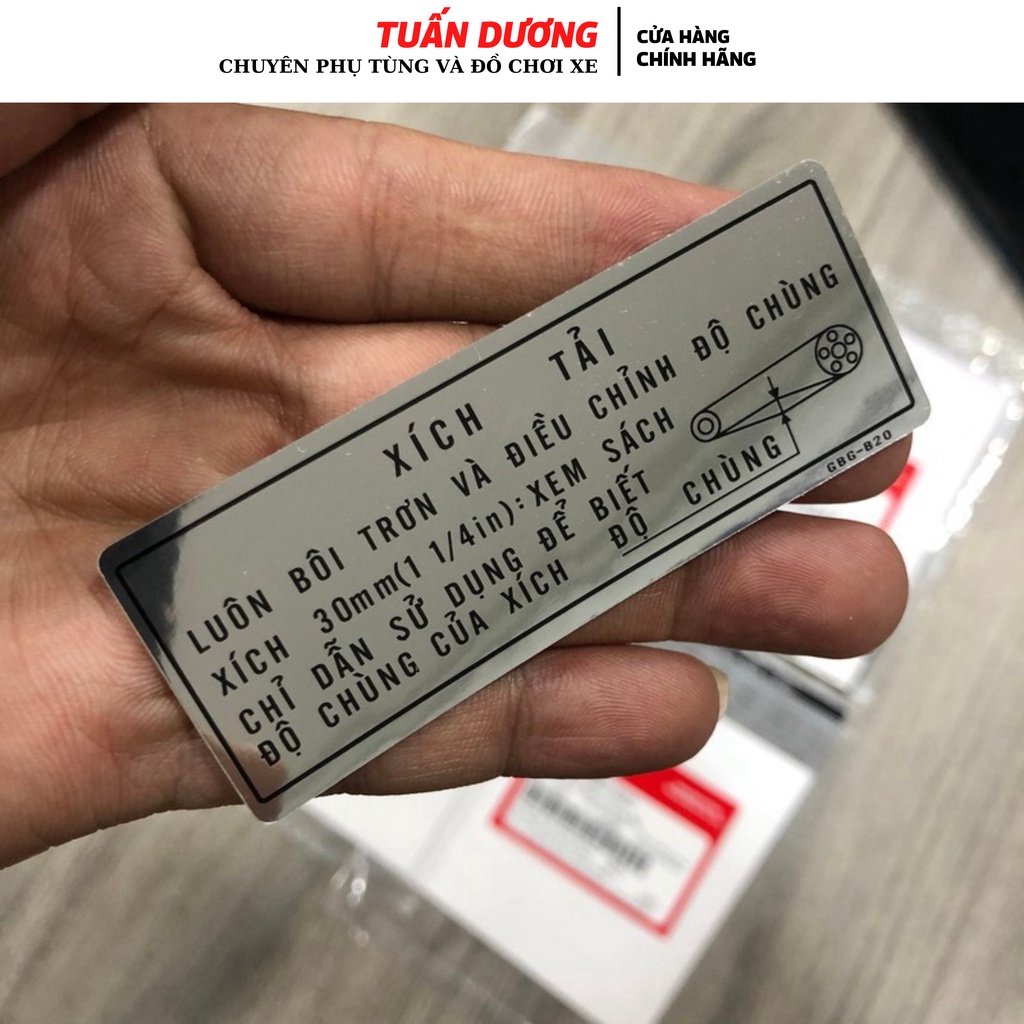 TUẤN DƯƠNG
CHUYÊN PHỤ TÙNG VÀ ĐỒ CHƠI XE
CỬA HÀNG
CHÍNH HÃNG
XÍCH TẢI
LUÔN BÔI TRƠN VÀ ĐIỀU CHỈNH ĐỘ CHÙNG
XÍCH 30mm(1 1/4in):XEM SÁCH
CHỈ DẪN SỬ DỤNG ĐỂ BIẾT
ĐỘ CHÙNG CỦA XÍCH
ĐỘ CHÙNG
GBG-B20